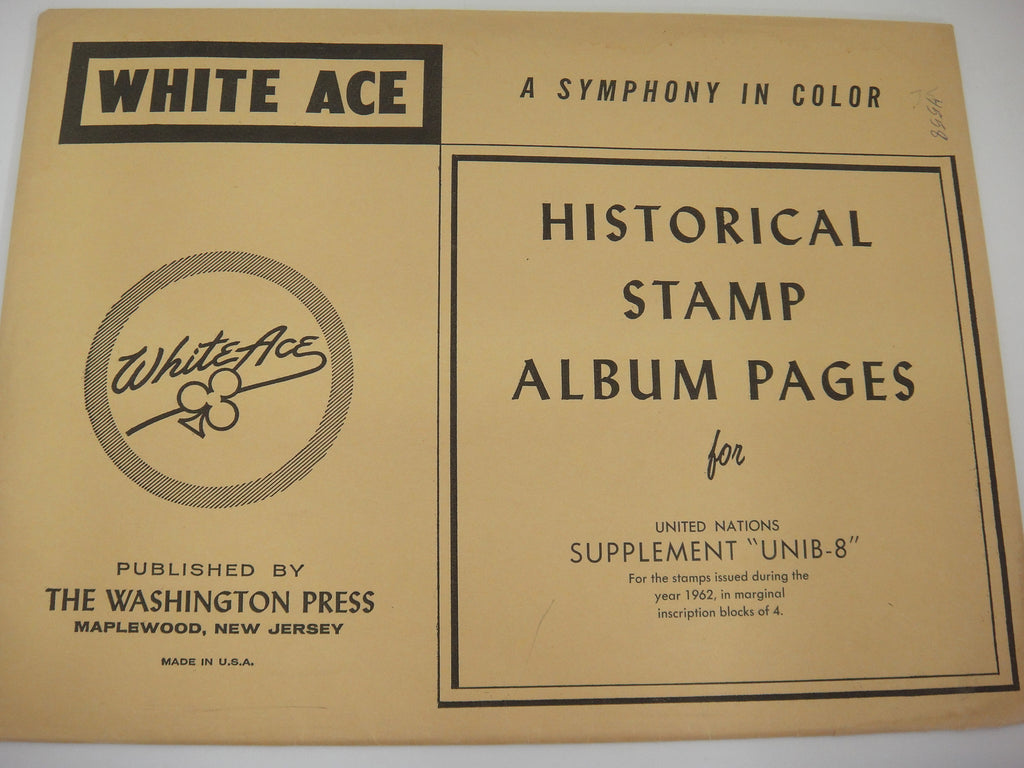 WHITE ACE
A SYMPHONY IN COLOR
HISTORICAL
STAMP
ALBUM PAGES
for
UNITED NATIONS
SUPPLEMENT "UNIB-8"
For the stamps issued during the
year 1962, in marginal
inscription blocks of 4.
White Ace
PUBLISHED BY
THE WASHINGTON PRESS
MAPLEWOOD, NEW JERSEY
MADE IN U.S.A.